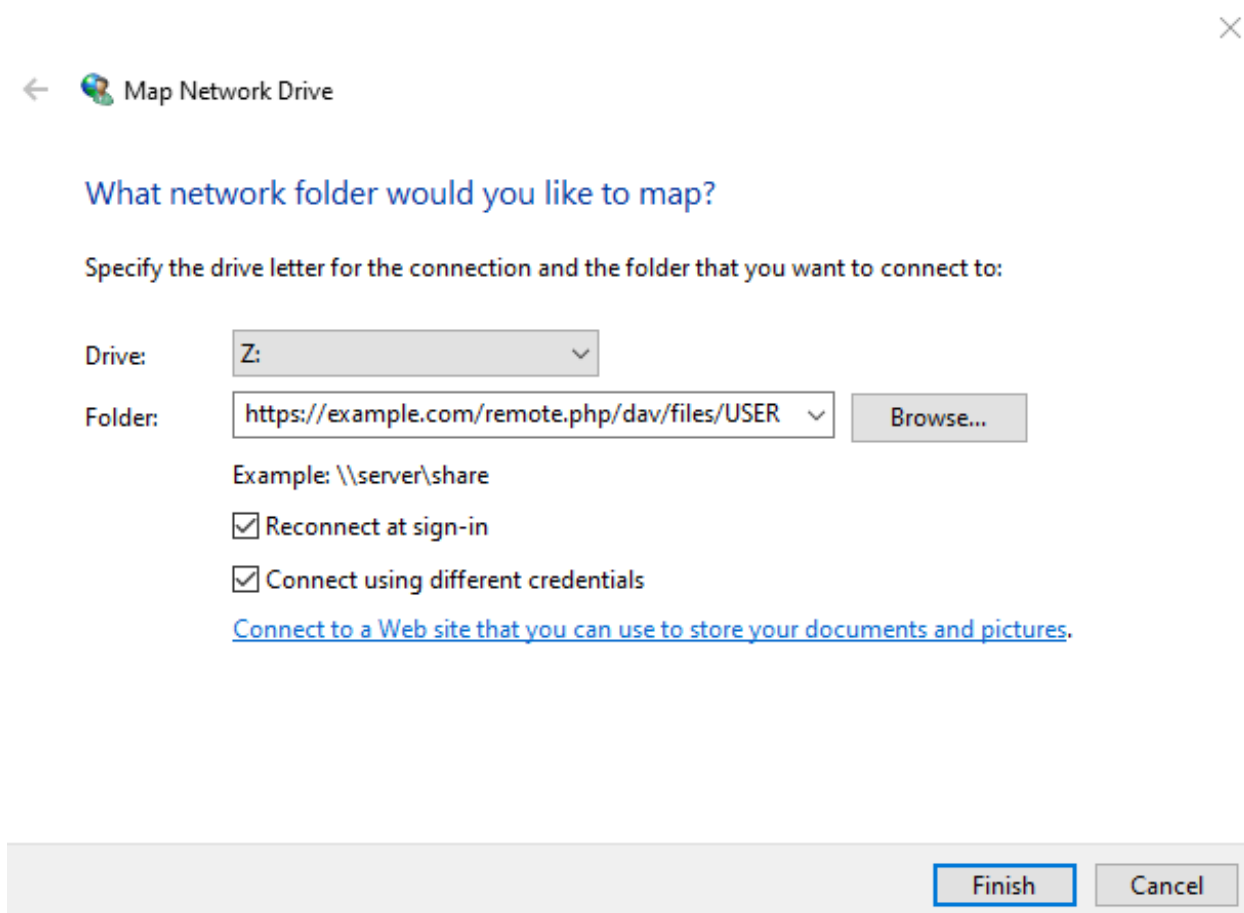 Map Network Drive
What network folder would you like to map?
Specify the drive letter for the connection and the folder that you want to connect to:
Drive: Z:
Folder: https://example.com/remote.php/dav/files/USER Browse...
Example: \\server\share
Reconnect at sign-in
Connect using different credentials
Connect to a Web site that you can use to store your documents and pictures.
Finish Cancel